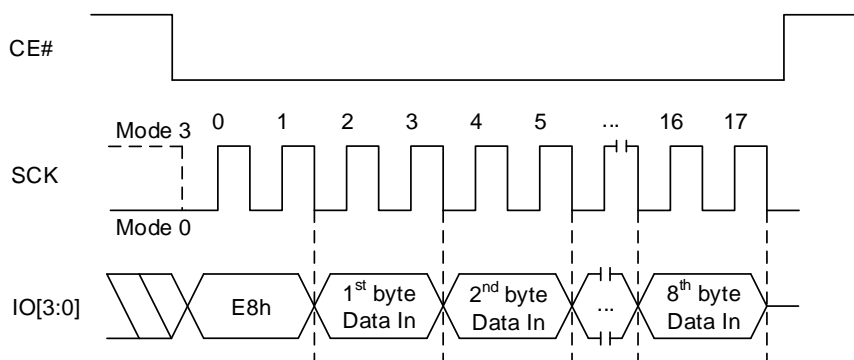 CE#
Mode 3
0 1 2 3 4 5 ... 16 17
SCK
Mode 0
IO[3:0]
E8h
1st byte
Data In
2nd byte
Data In
...
8th byte
Data In